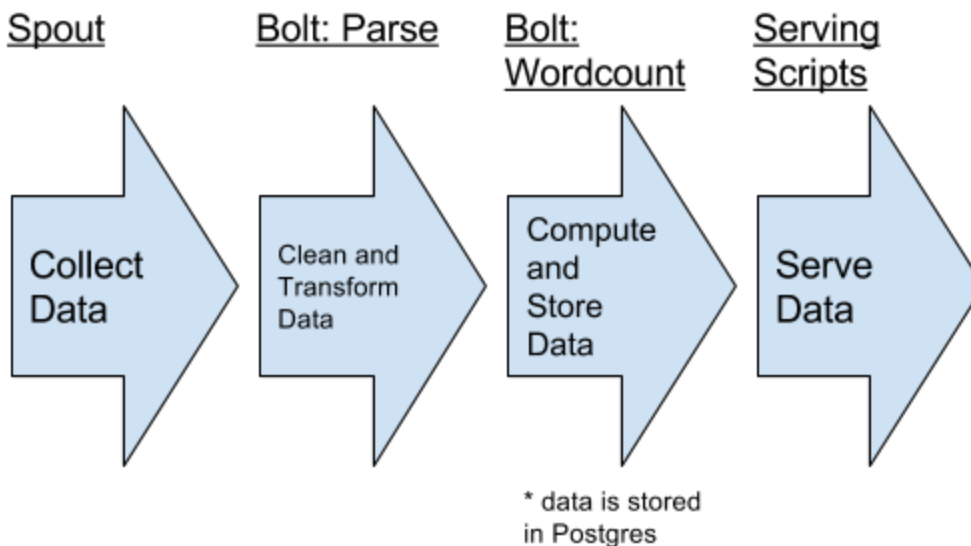 Spout
Collect
Data
Bolt: Parse
Clean and
Transform
Data
Bolt:
Wordcount
Compute
and
Store
Data
* data is stored
in Postgres
Serving
Scripts
Serve
Data